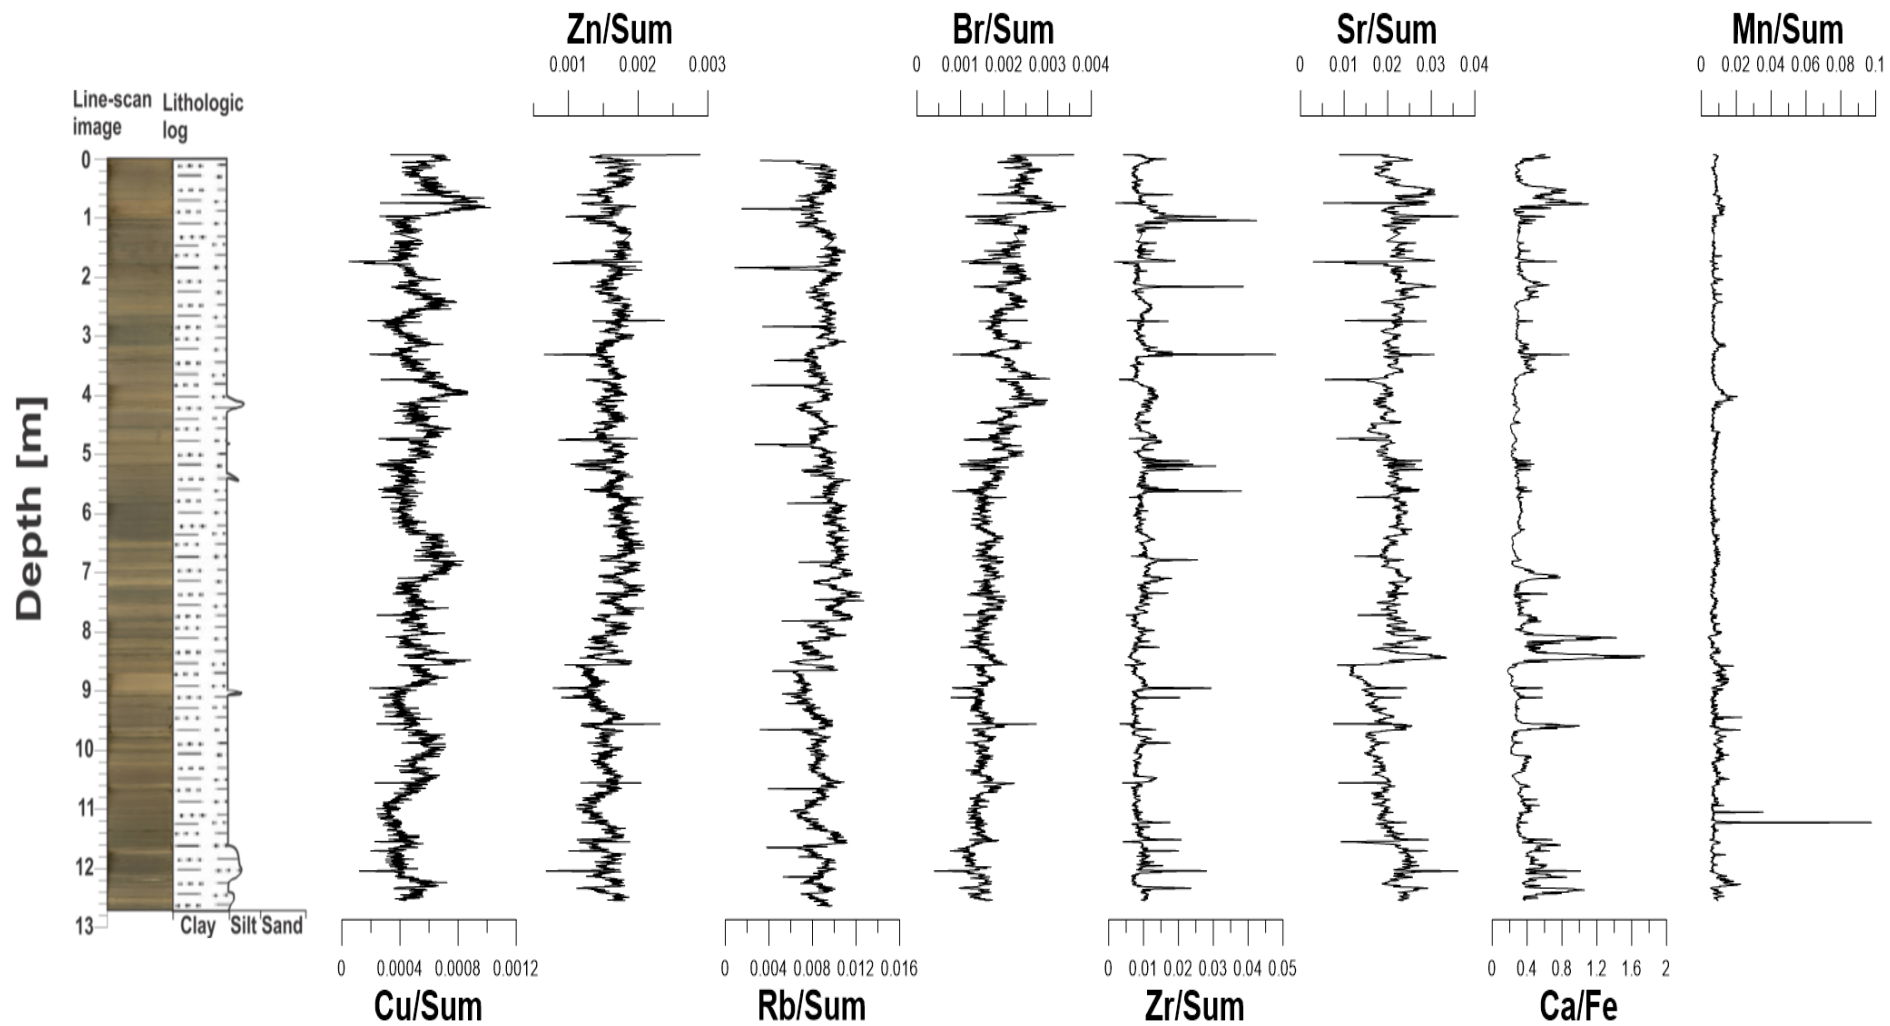 Zn/Sum
Br/Sum
Sr/Sum
Mn/Sum
0.001 0.002 0.003
0 0.001 0.002 0.003 0.004
0 0.01 0.02 0.03 0.04
0 0.02 0.04 0.06 0.08 0.1
Line-scan image
Lithologic log
0
1
2
3
4
5
6
7
8
9
10
11
12
13
Depth [m]
Clay Silt Sand
0 0.0004 0.0008 0.0012
0 0.004 0.008 0.012 0.016
0 0.01 0.02 0.03 0.04 0.05
0 0.4 0.8 1.2 1.6 2
Cu/Sum
Rb/Sum
Zr/Sum
Ca/Fe